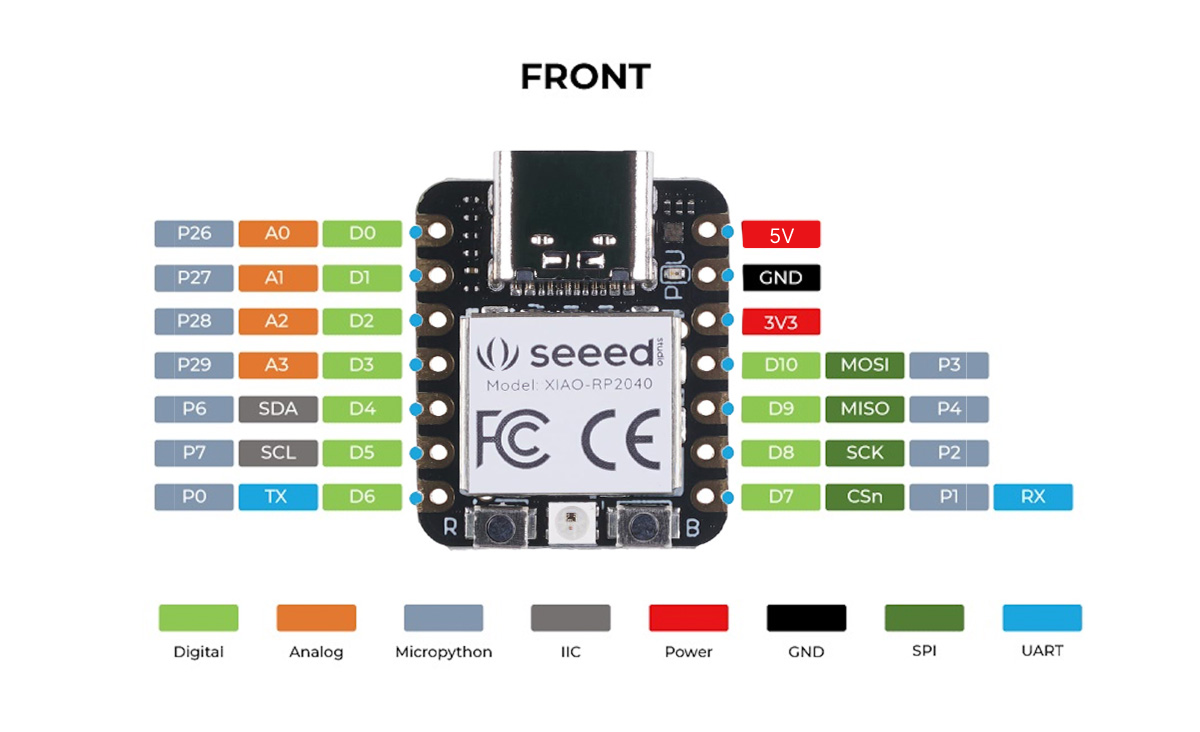 FRONT
P26 A0 D0 5V
P27 A1 D1 GND
P28 A2 D2 3V3
P29 A3 D3 D10 MOSI P3
P6 SDA D4 D9 MISO P4
P7 SCL D5 D8 SCK P2
P0 TX D6 D7 CSn P1 RX
P U
seeed studio
Model: XIAO-RP2040
FC CE
R B
Digital Analog Micropython IIC Power GND SPI UART